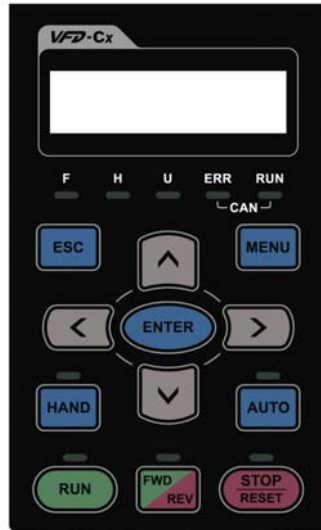 VFD-Cx
F H U ERR RUN
CAN
ESC MENU
ENTER
HAND AUTO
RUN FWD REV STOP RESET